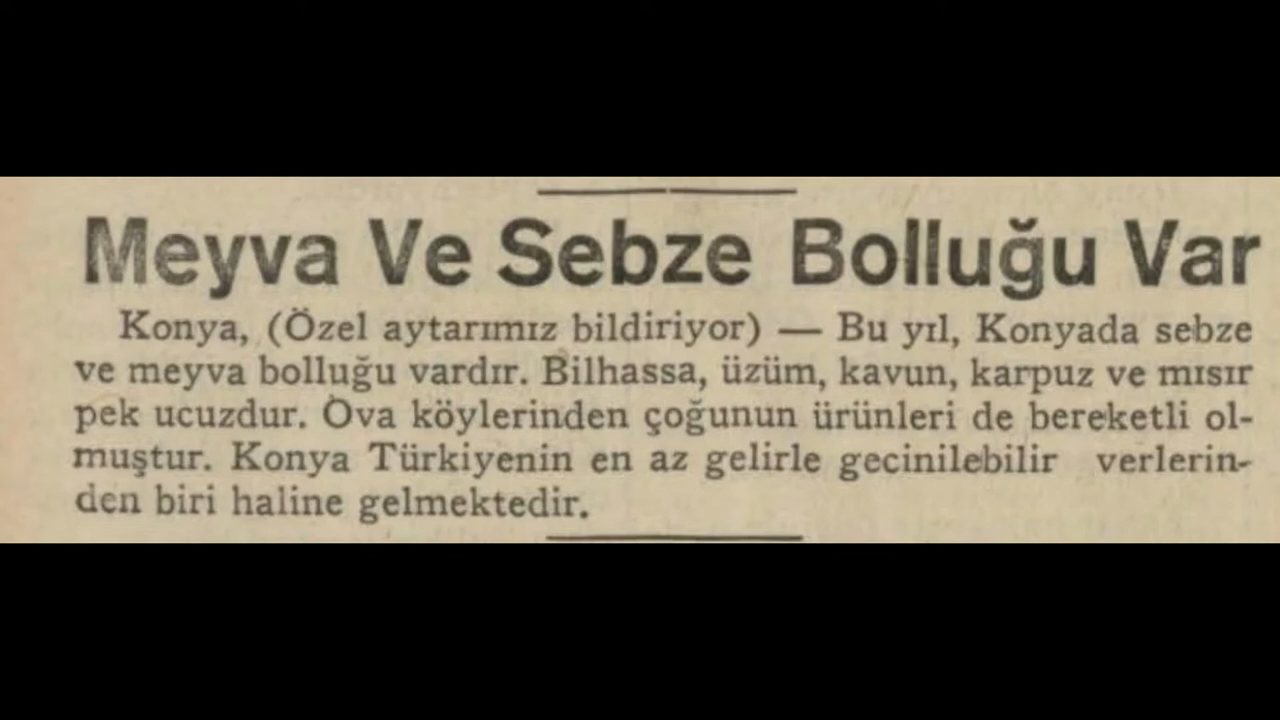 Meyva Ve Sebze Bolluğu Var
Konya, (Özel aytarımız bildiriyor) — Bu yıl, Konyada sebze
ve meyva bolluğu vardır. Bilhassa, üzüm, kavun, karpuz ve mısır
pek ucuzdur. Ova köylerinden çoğunun ürünleri de bereketli ol-
muştur. Konya Türkiyenin en az gelirle gecinilebilir verlerin-
den biri haline gelmektedir.